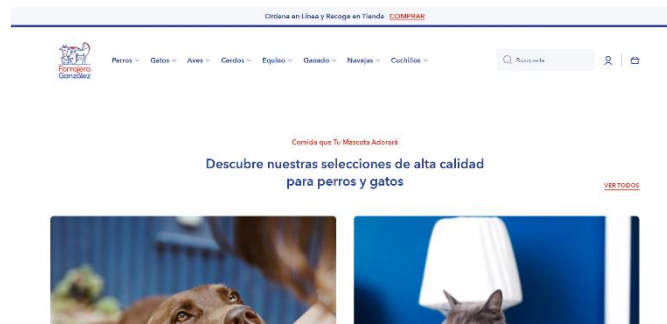 Ordena en Línea y Recoge en Tienda COMPRAR
Forrajera
González
Perros Gatos Aves Cerdos Equino Ganado Navajas Cuchillos Búsqueda
Comida que Tu Mascota Adorará
Descubre nuestras selecciones de alta calidad
para perros y gatos
VER TODOS